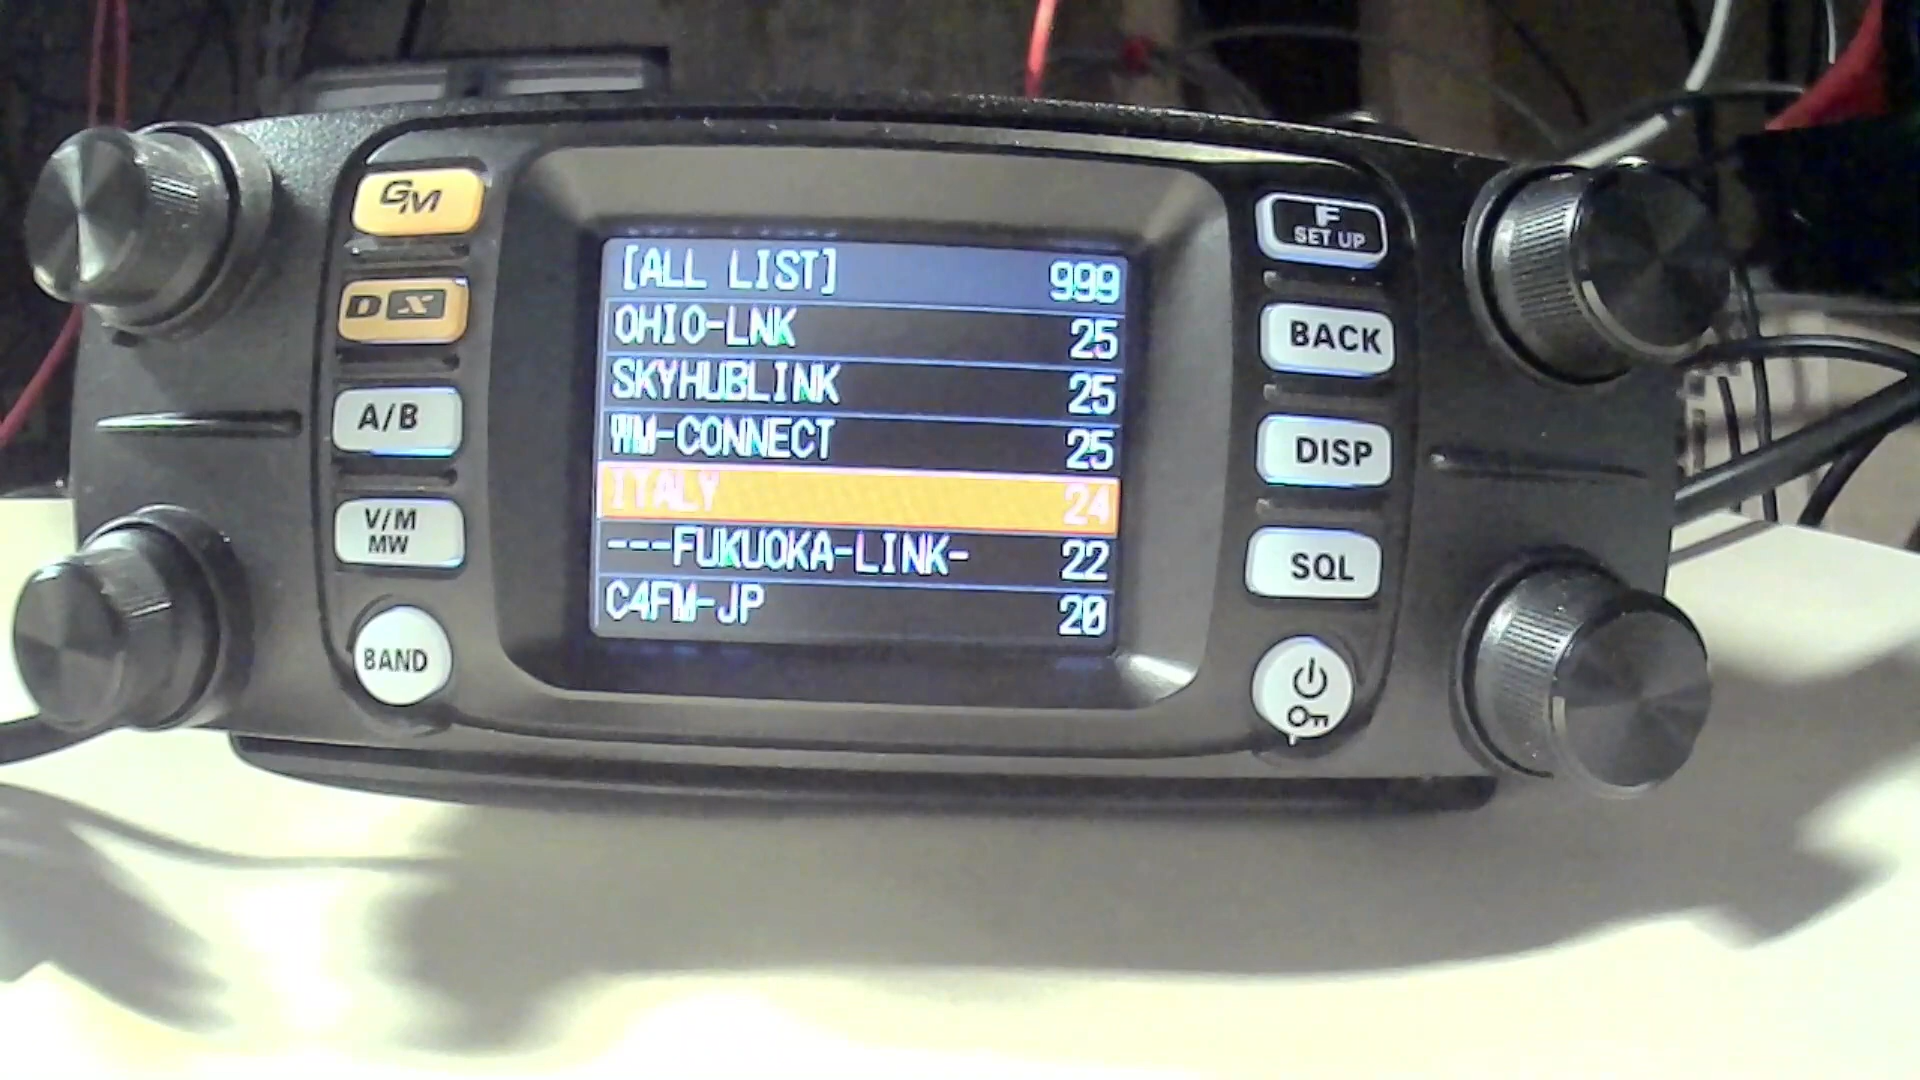 GM
DX
A/B
V/M
MW
BAND
[ALL LIST] 999
OHIO-LNK 25
SKYHUBLINK 25
WM-CONNECT 25
ITALY 24
---FUKUOKA-LINK- 22
C4FM-JP 20
F
SET UP
BACK
DISP
SQL